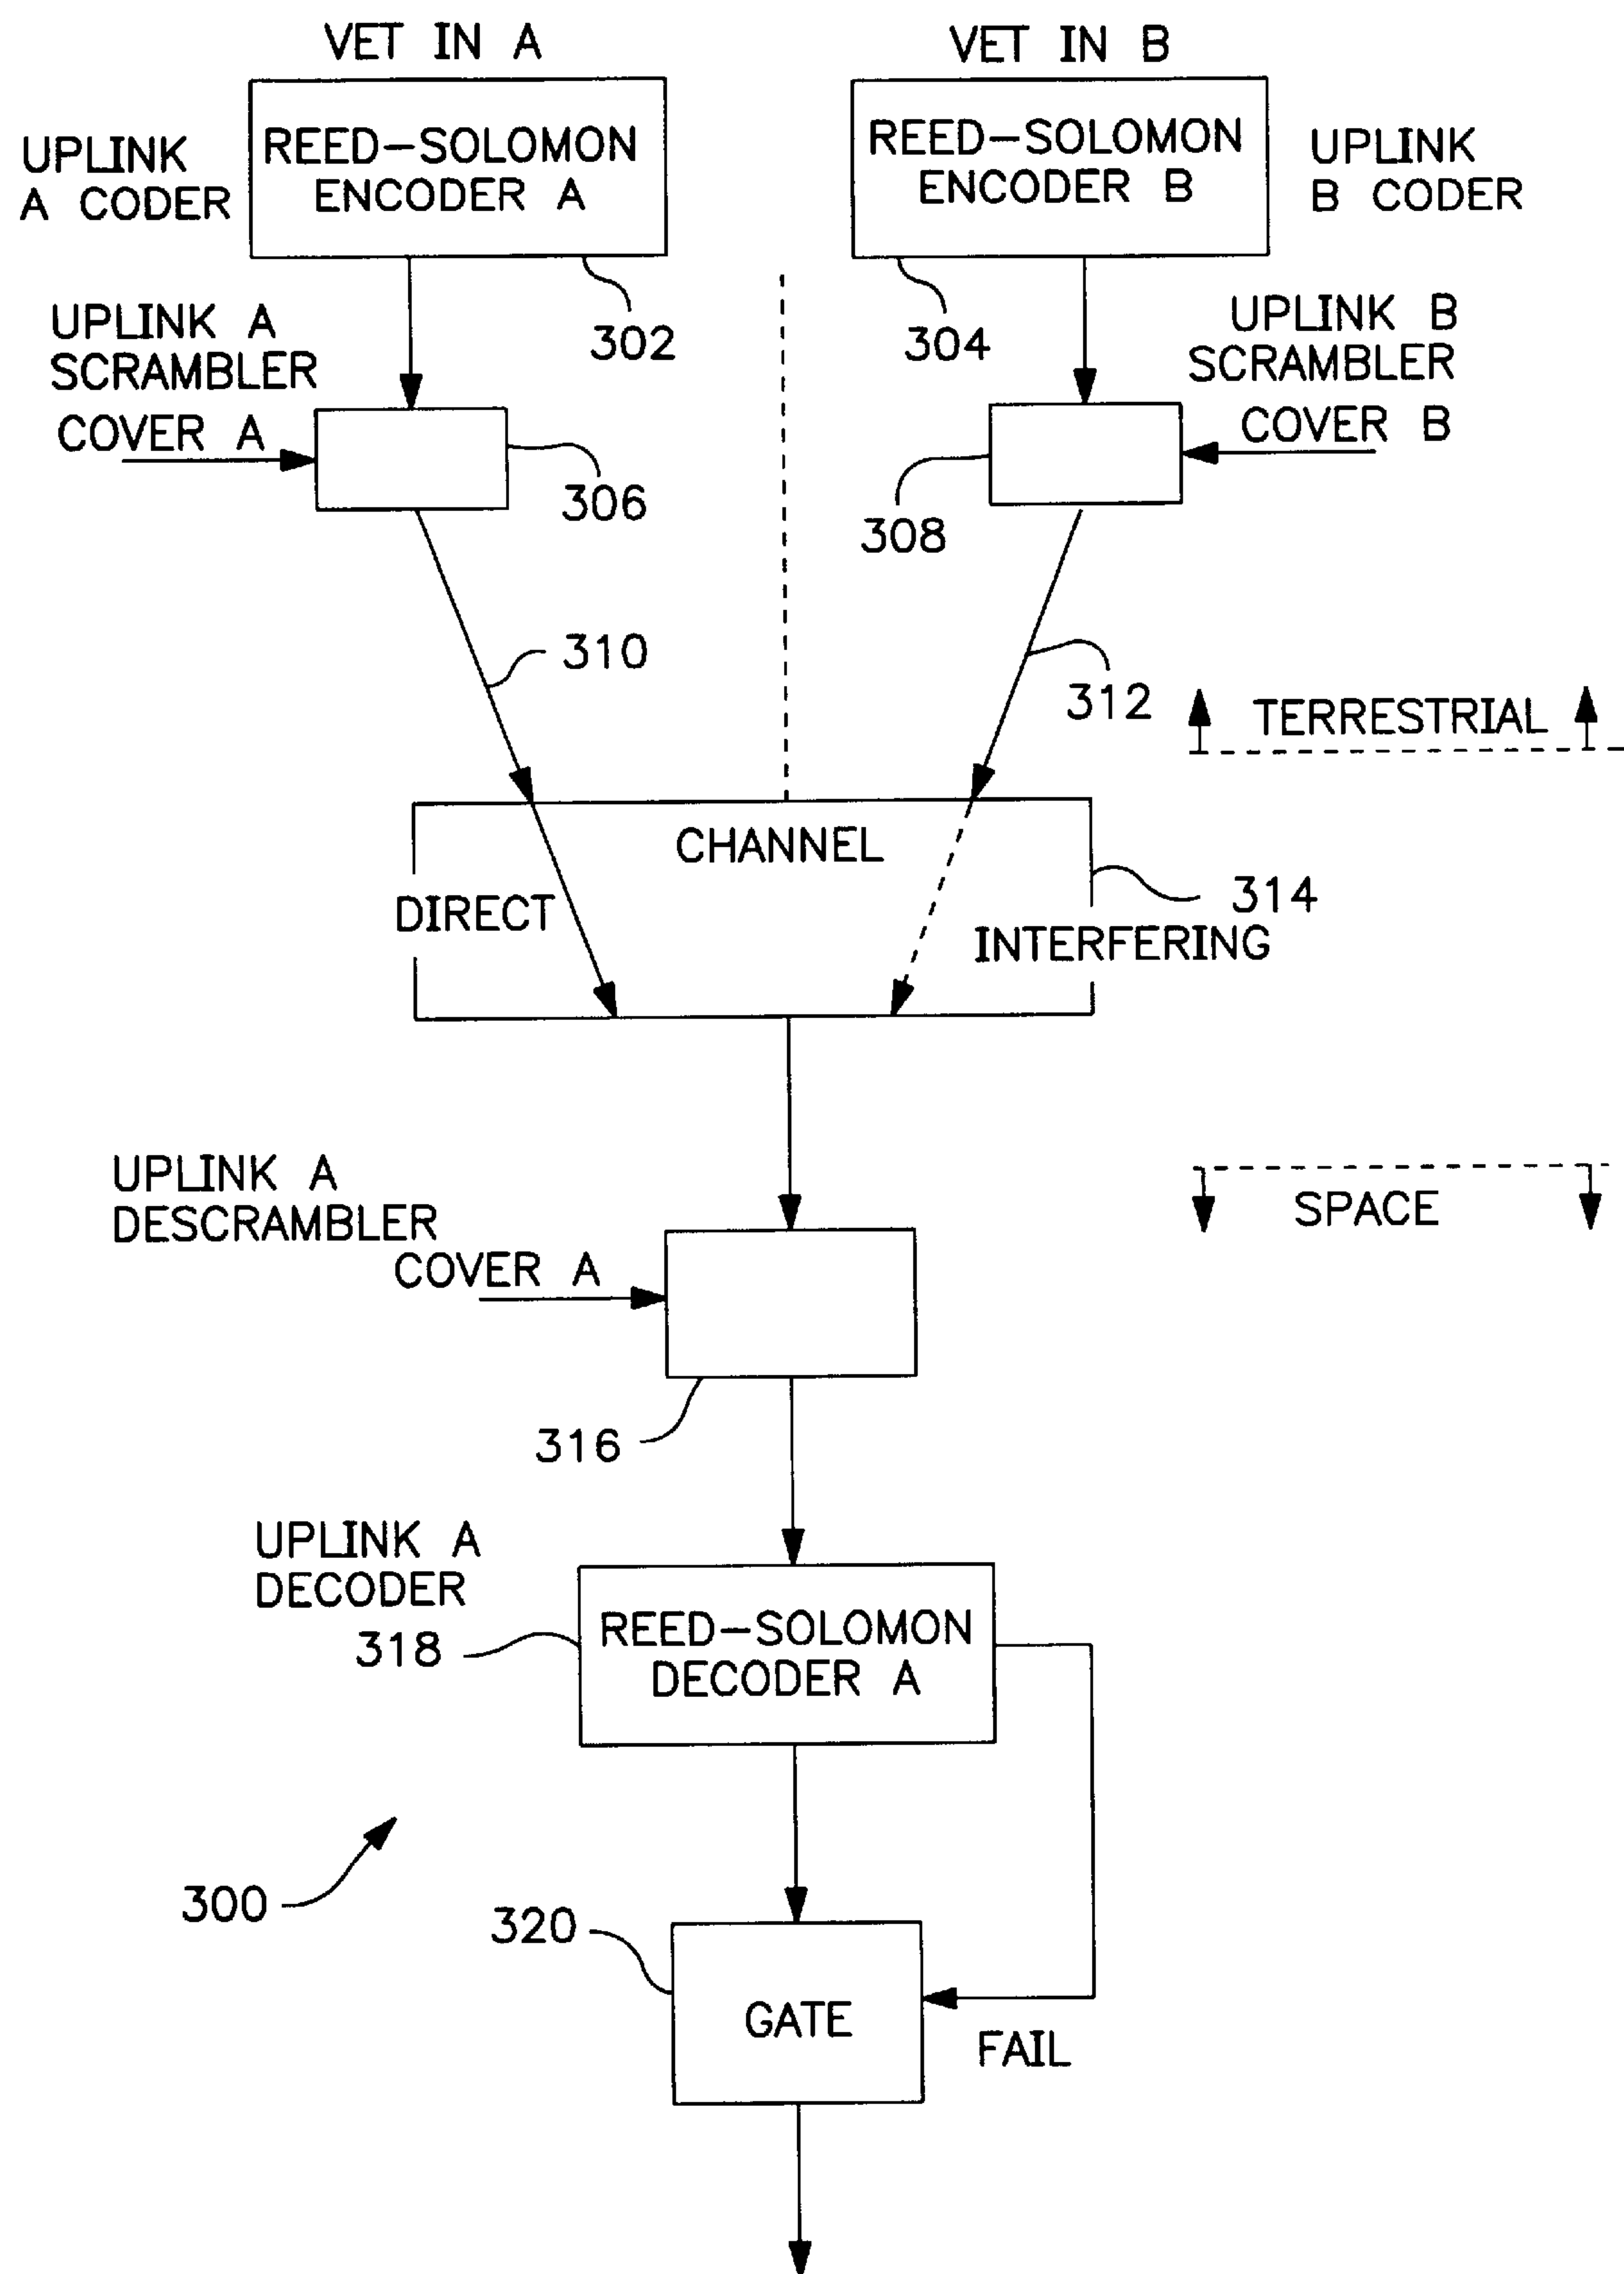 VET IN A
VET IN B
UPLINK
A CODER
REED-SOLOMON
ENCODER A
REED-SOLOMON
ENCODER B
UPLINK
B CODER
302
304
UPLINK A
SCRAMBLER
COVER A
UPLINK B
SCRAMBLER
COVER B
306
308
310
312
TERRESTRIAL
CHANNEL
DIRECT
314
INTERFERING
UPLINK A
DESCRAMBLER
COVER A
SPACE
316
UPLINK A
DECODER
318
REED-SOLOMON
DECODER A
300
320
GATE
FAIL